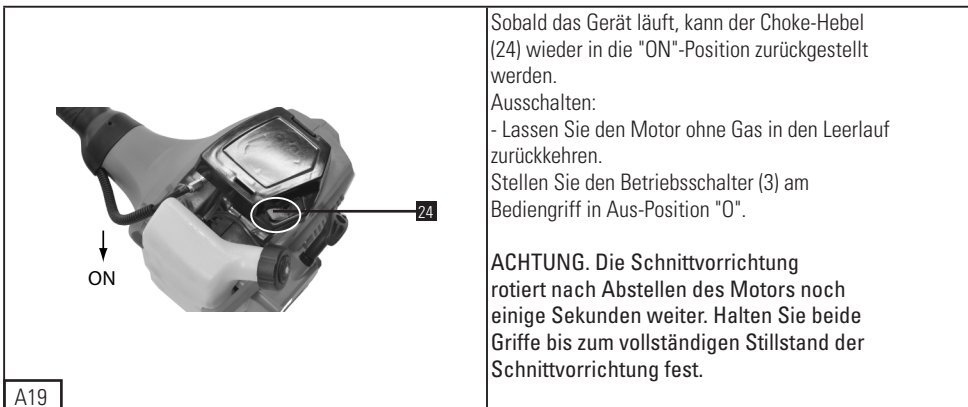 24
ON
A19
Sobald das Gerät läuft, kann der Choke-Hebel
(24) wieder in die "ON"-Position zurückgestellt
werden.
Ausschalten:
- Lassen Sie den Motor ohne Gas in den Leerlauf
zurückkehren.
Stellen Sie den Betriebsschalter (3) am
Bediengriff in Aus-Position "O".
ACHTUNG. Die Schnittvorrichtung
rotiert nach Abstellen des Motors noch
einige Sekunden weiter. Halten Sie beide
Griffe bis zum vollständigen Stillstand der
Schnittvorrichtung fest.